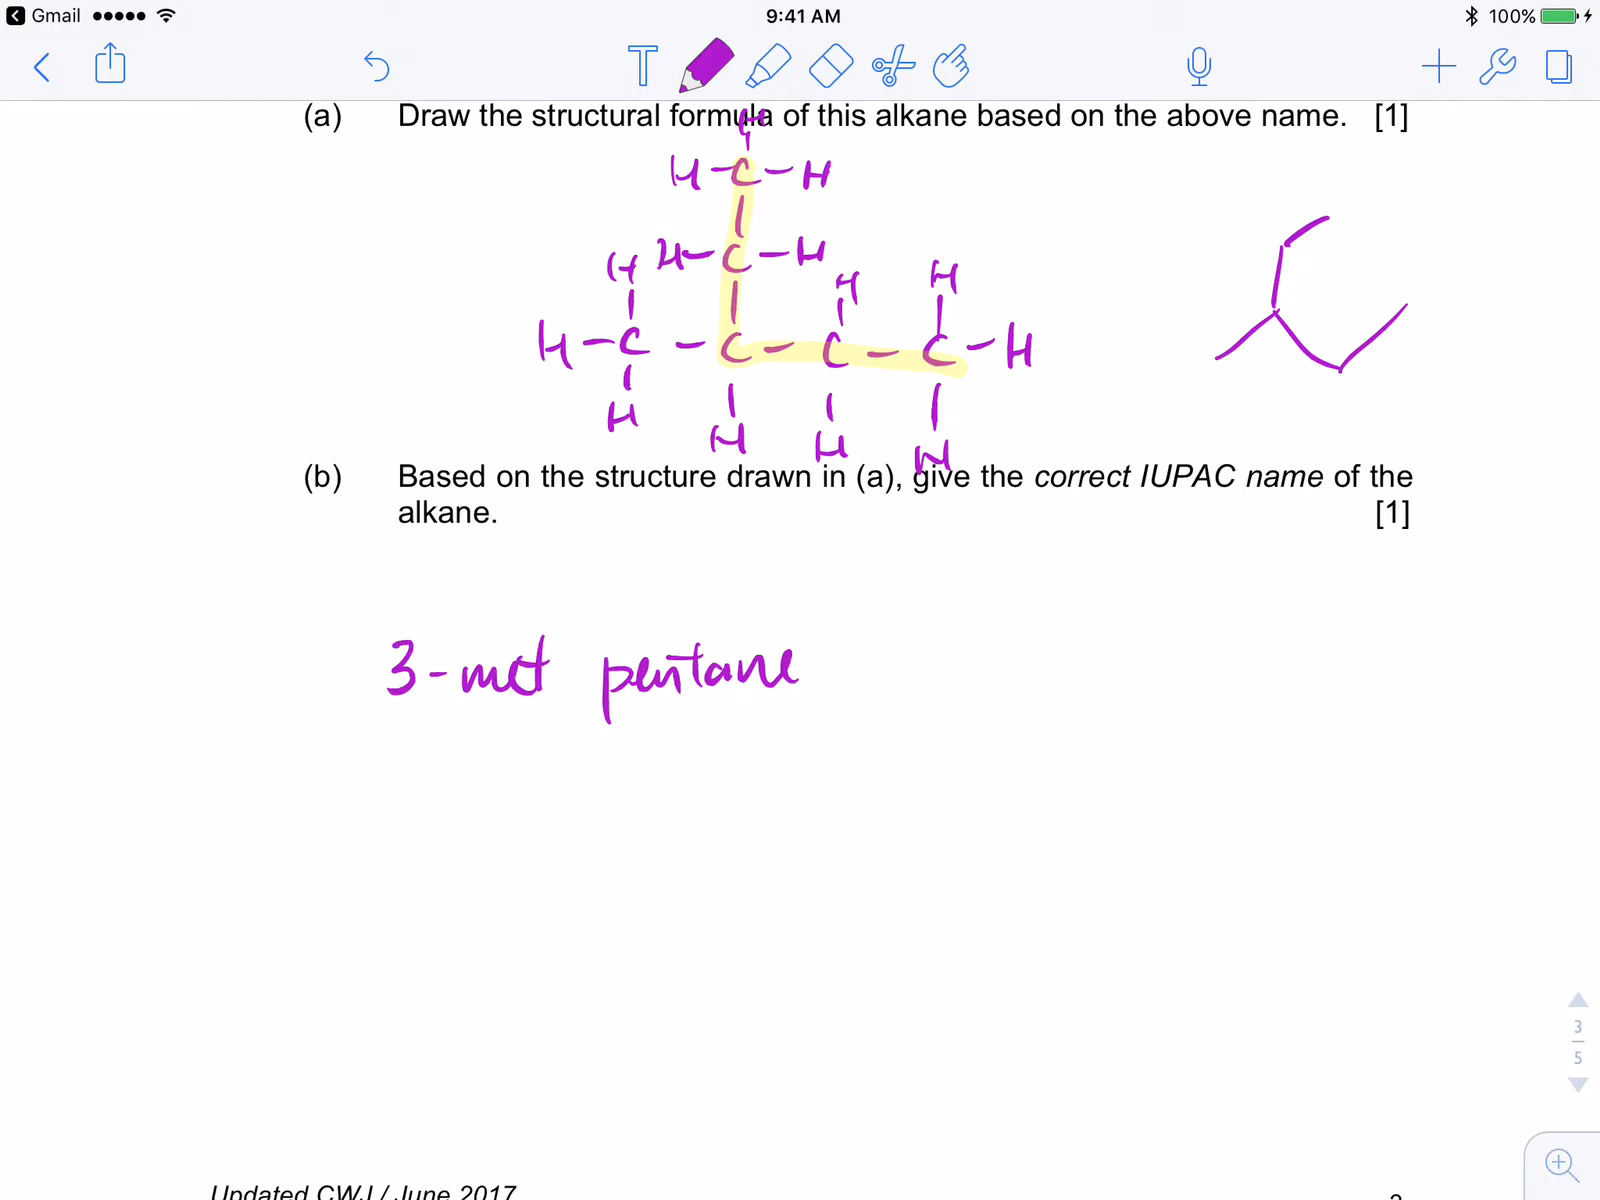 Gmail 9:41 AM 100%
T
(a) Draw the structural formula of this alkane based on the above name. [1]
H
H-C-H
H-C-H
H H H
H-C-C-C-C-H
H H H H
(b) Based on the structure drawn in (a), give the correct IUPAC name of the
alkane. [1]
3-met pentane
3
5
Updated CWJ / June 2017